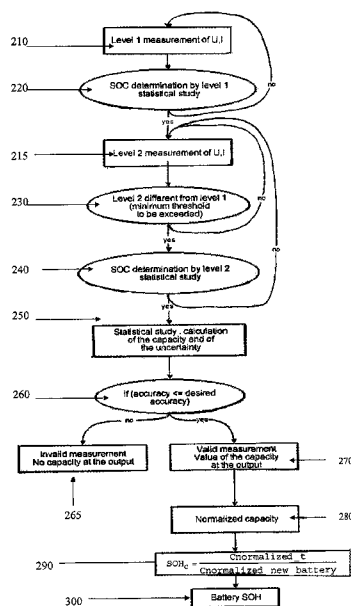 210
Level 1 measurement of U,I
220
SOC determination by level 1
statistical study
no
yes
215
Level 2 measurement of U,I
230
Level 2 different from level 1
(minimum threshold
to be exceeded)
no
no
yes
240
SOC determination by level 2
statistical study
yes
250
Statistical study : calculation
of the capacity and of
the uncertainty
260
If (accuracy <= desired
accuracy)
no
yes
Invalid measurement
No capacity at the output
Valid measurement
Value of the capacity
at the output
270
265
Normalized capacity
280
290
SOHc = Cnormalized_t
Cnormalized new battery
300
Battery SOH